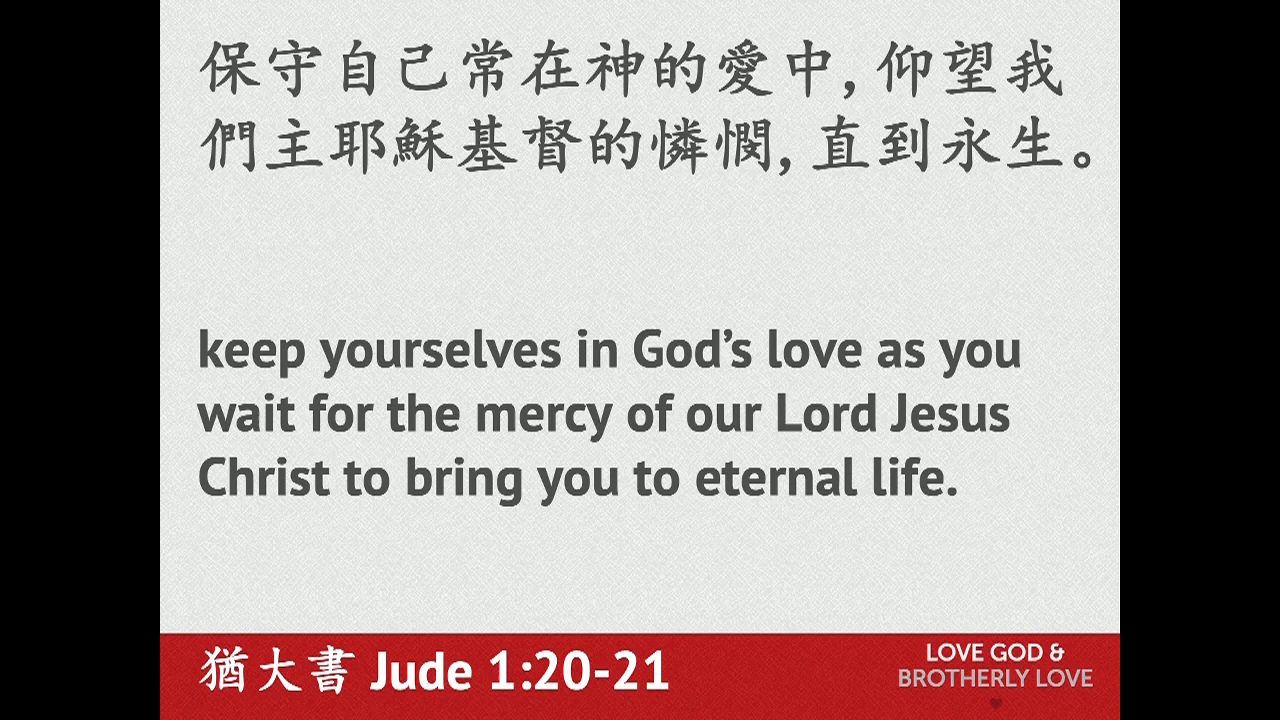 保守自己常在神的愛中,仰望我
們主耶穌基督的憐憫,直到永生。
keep yourselves in God’s love as you
wait for the mercy of our Lord Jesus
Christ to bring you to eternal life.
猶大書 Jude 1:20-21
LOVE GOD &
BROTHERLY LOVE